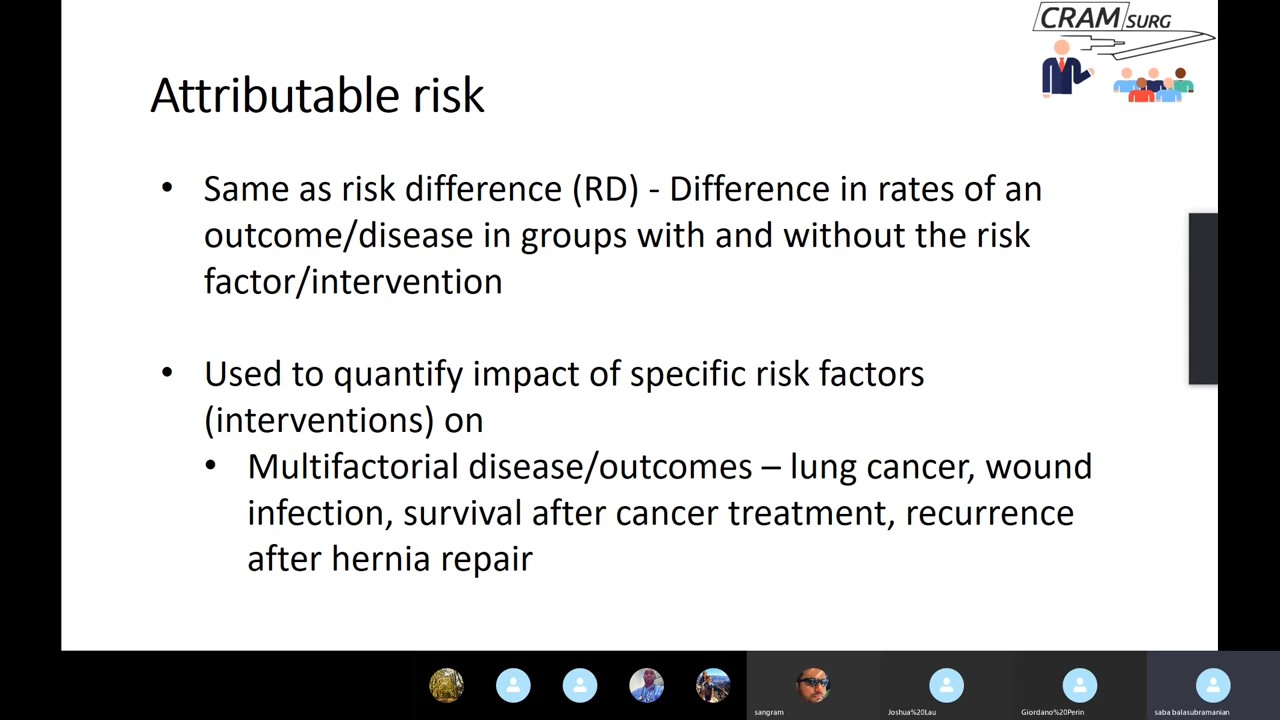 CRAM SURG
Attributable risk
• Same as risk difference (RD) - Difference in rates of an
outcome/disease in groups with and without the risk
factor/intervention
• Used to quantify impact of specific risk factors
(interventions) on
• Multifactorial disease/outcomes – lung cancer, wound
infection, survival after cancer treatment, recurrence
after hernia repair
sangram
Joshua%20Lau
Giordano%20Perin
saba balasubramanian